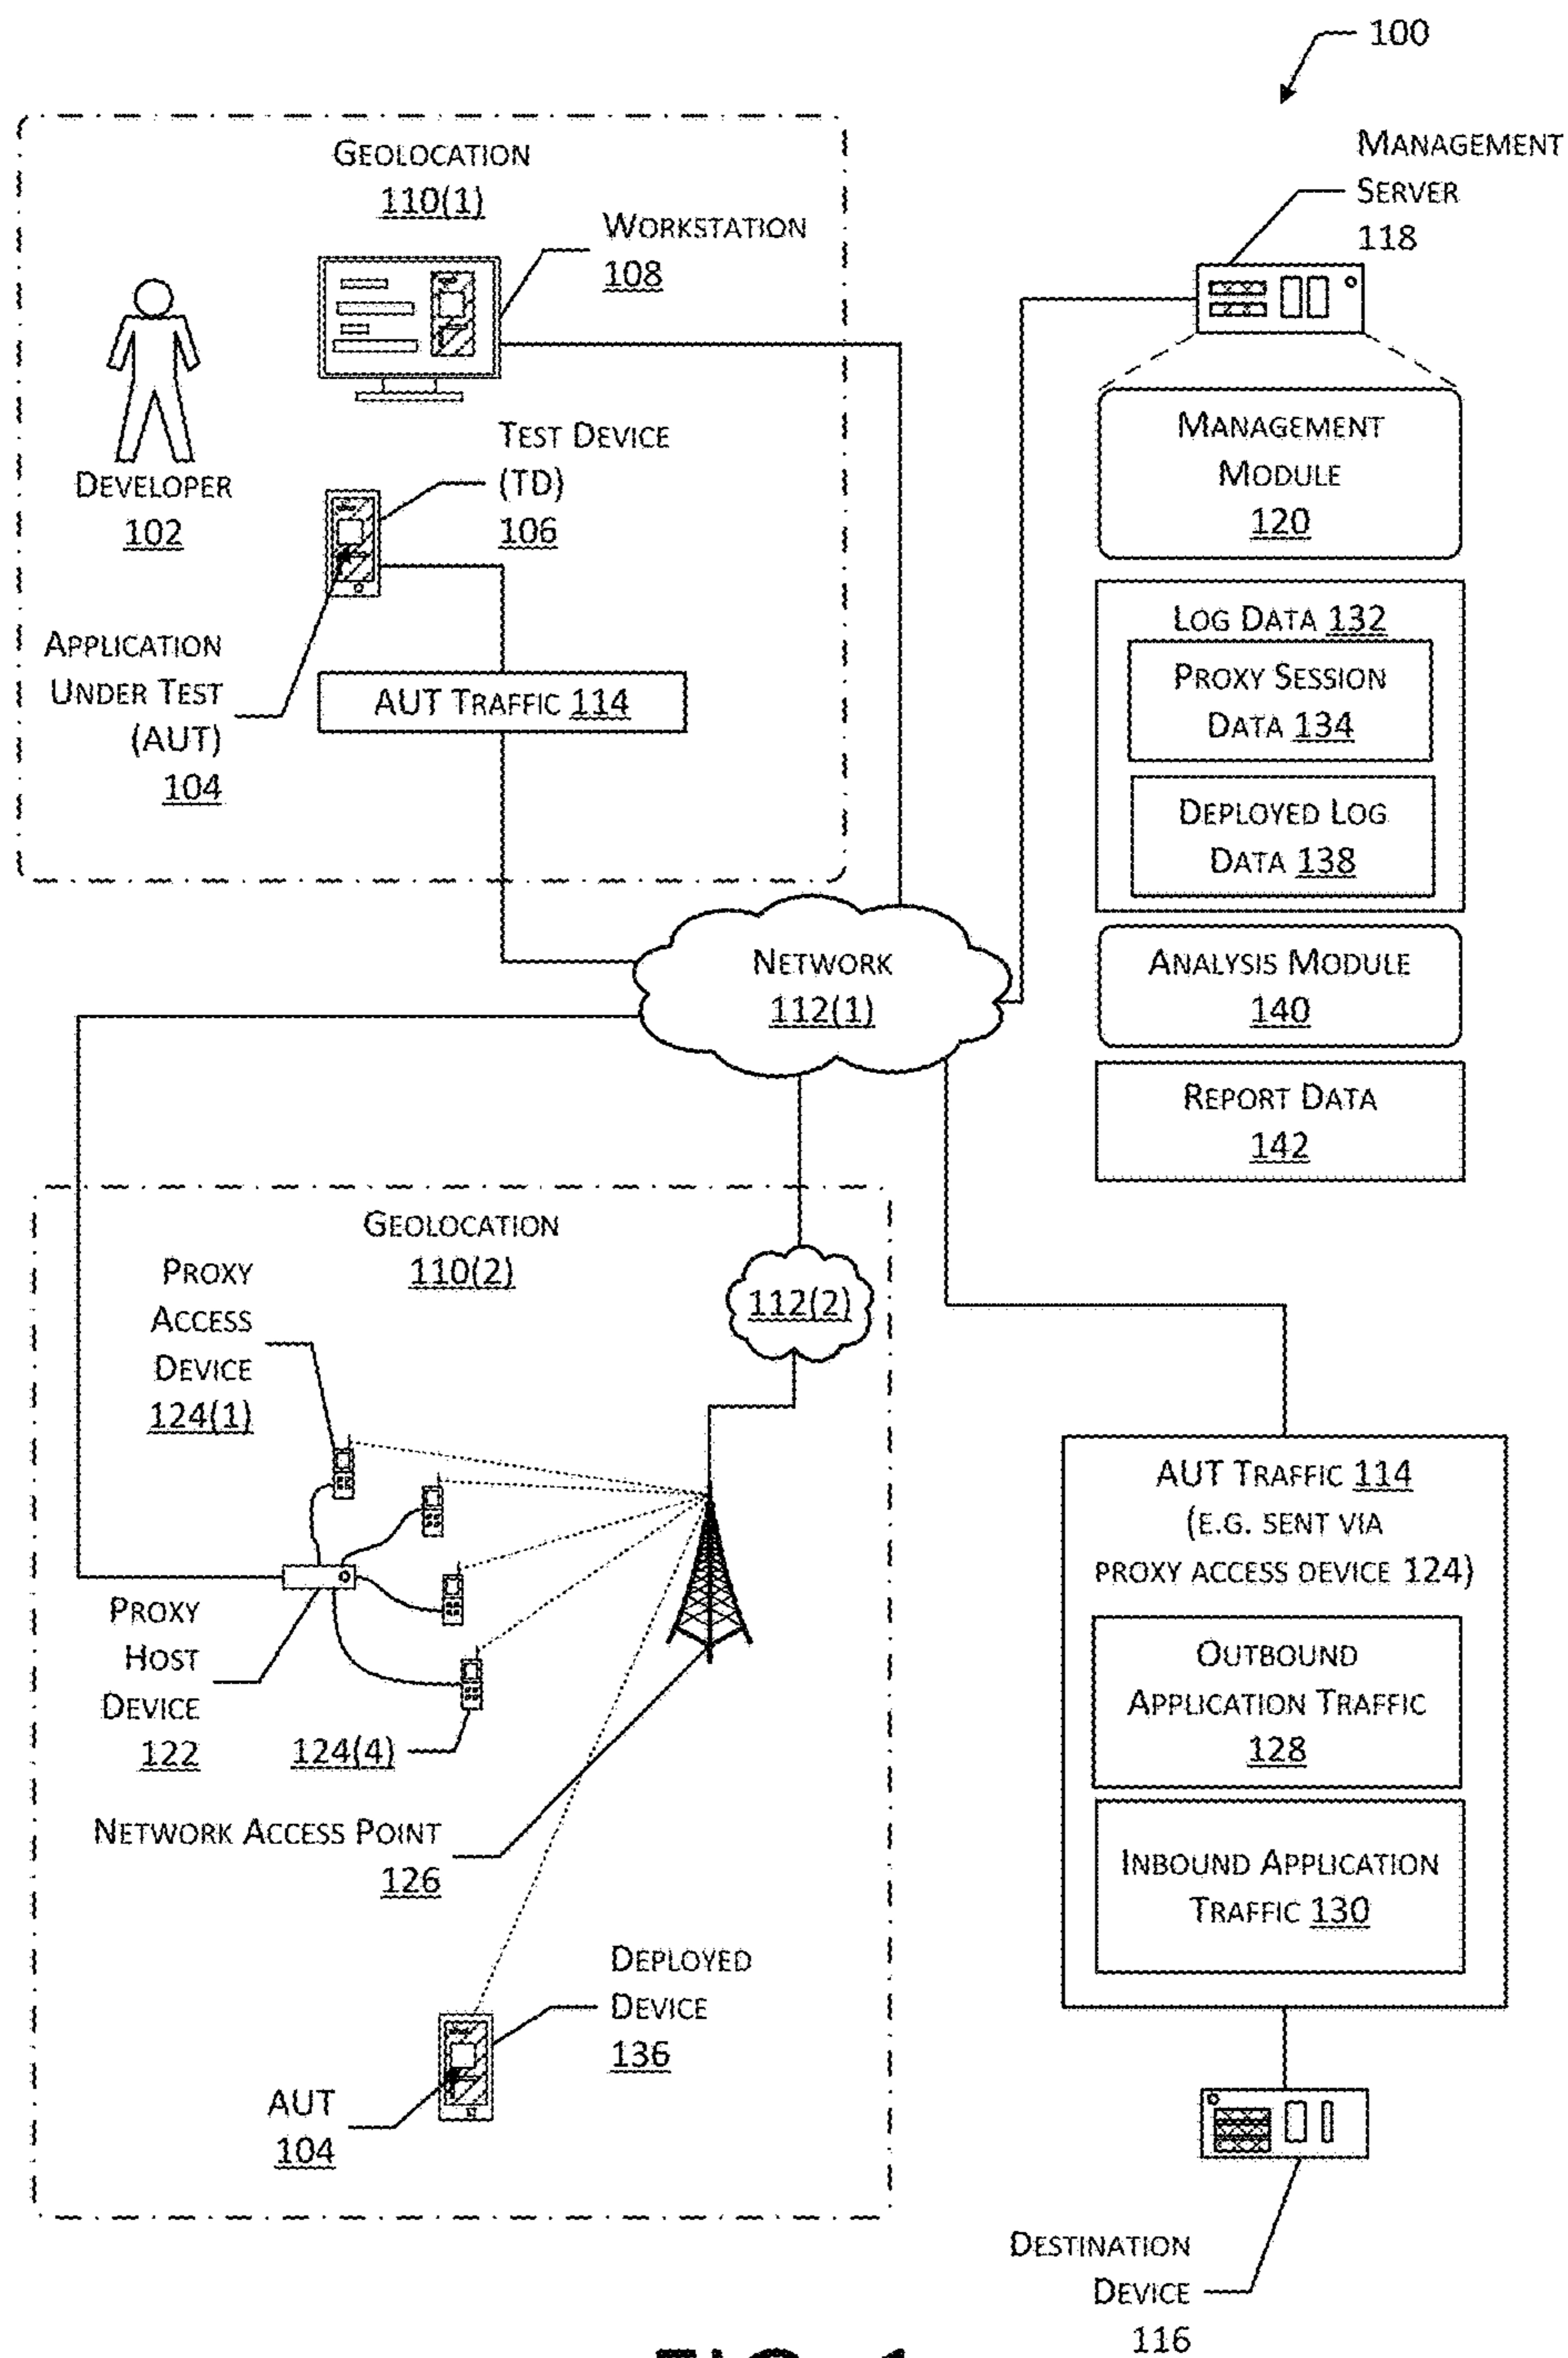 100
GEOLOCATION
110(1)
WORKSTATION
108
DEVELOPER
102
TEST DEVICE
(TD)
106
APPLICATION
UNDER TEST
(AUT)
104
AUT TRAFFIC 114
MANAGEMENT
SERVER
118
MANAGEMENT
MODULE
120
LOG DATA 132
PROXY SESSION
DATA 134
DEPLOYED LOG
DATA 138
ANALYSIS MODULE
140
REPORT DATA
142
NETWORK
112(1)
GEOLOCATION
110(2)
112(2)
PROXY
ACCESS
DEVICE
124(1)
PROXY
HOST
DEVICE
122
124(4)
NETWORK ACCESS POINT
126
DEPLOYED
DEVICE
136
AUT
104
AUT TRAFFIC 114
(E.G. SENT VIA
PROXY ACCESS DEVICE 124)
OUTBOUND
APPLICATION TRAFFIC
128
INBOUND APPLICATION
TRAFFIC 130
DESTINATION
DEVICE
116